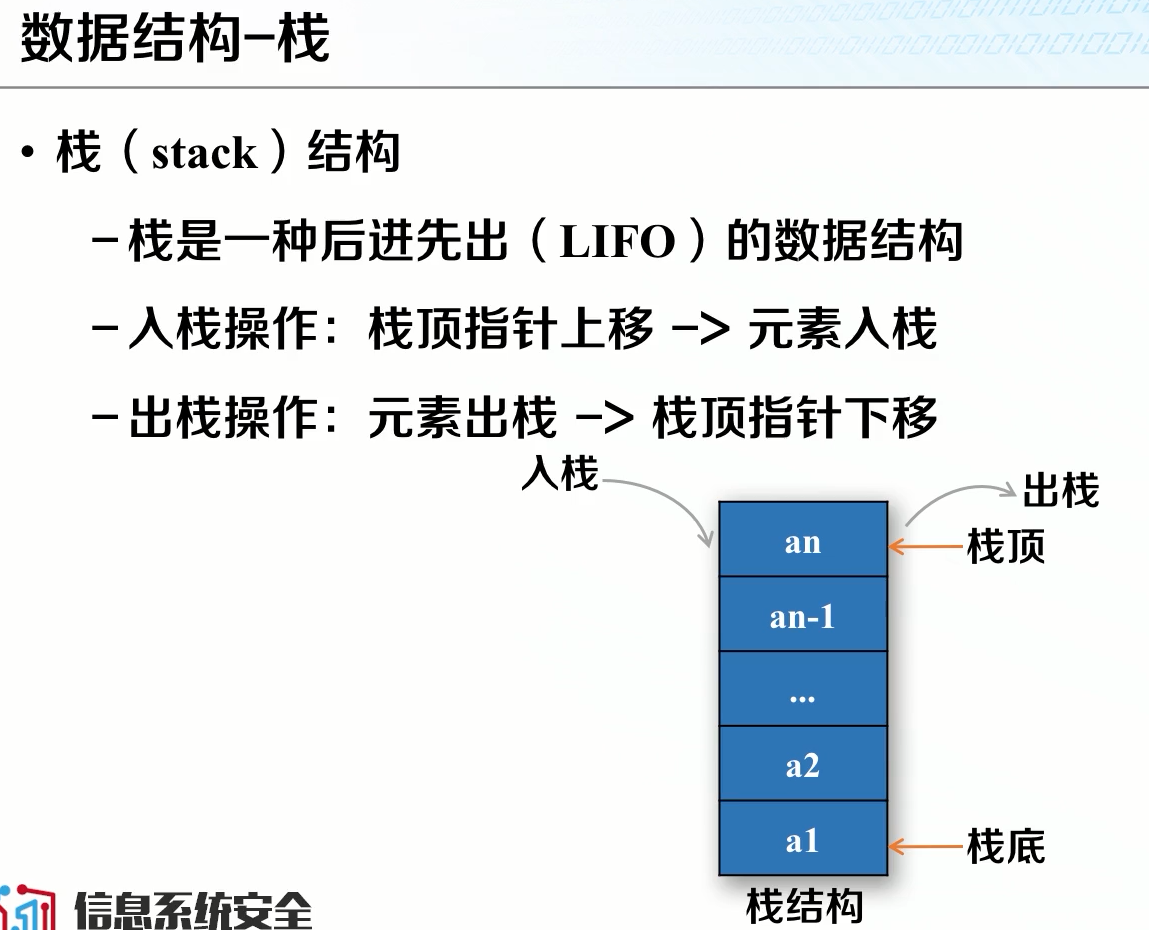 数据结构–栈
• 栈（stack）结构
–栈是一种后进先出（LIFO）的数据结构
–入栈操作：栈顶指针上移 –> 元素入栈
–出栈操作：元素出栈 –> 栈顶指针下移
入栈
出栈
an
栈顶
an-1
...
a2
a1
栈底
栈结构
信息系统安全